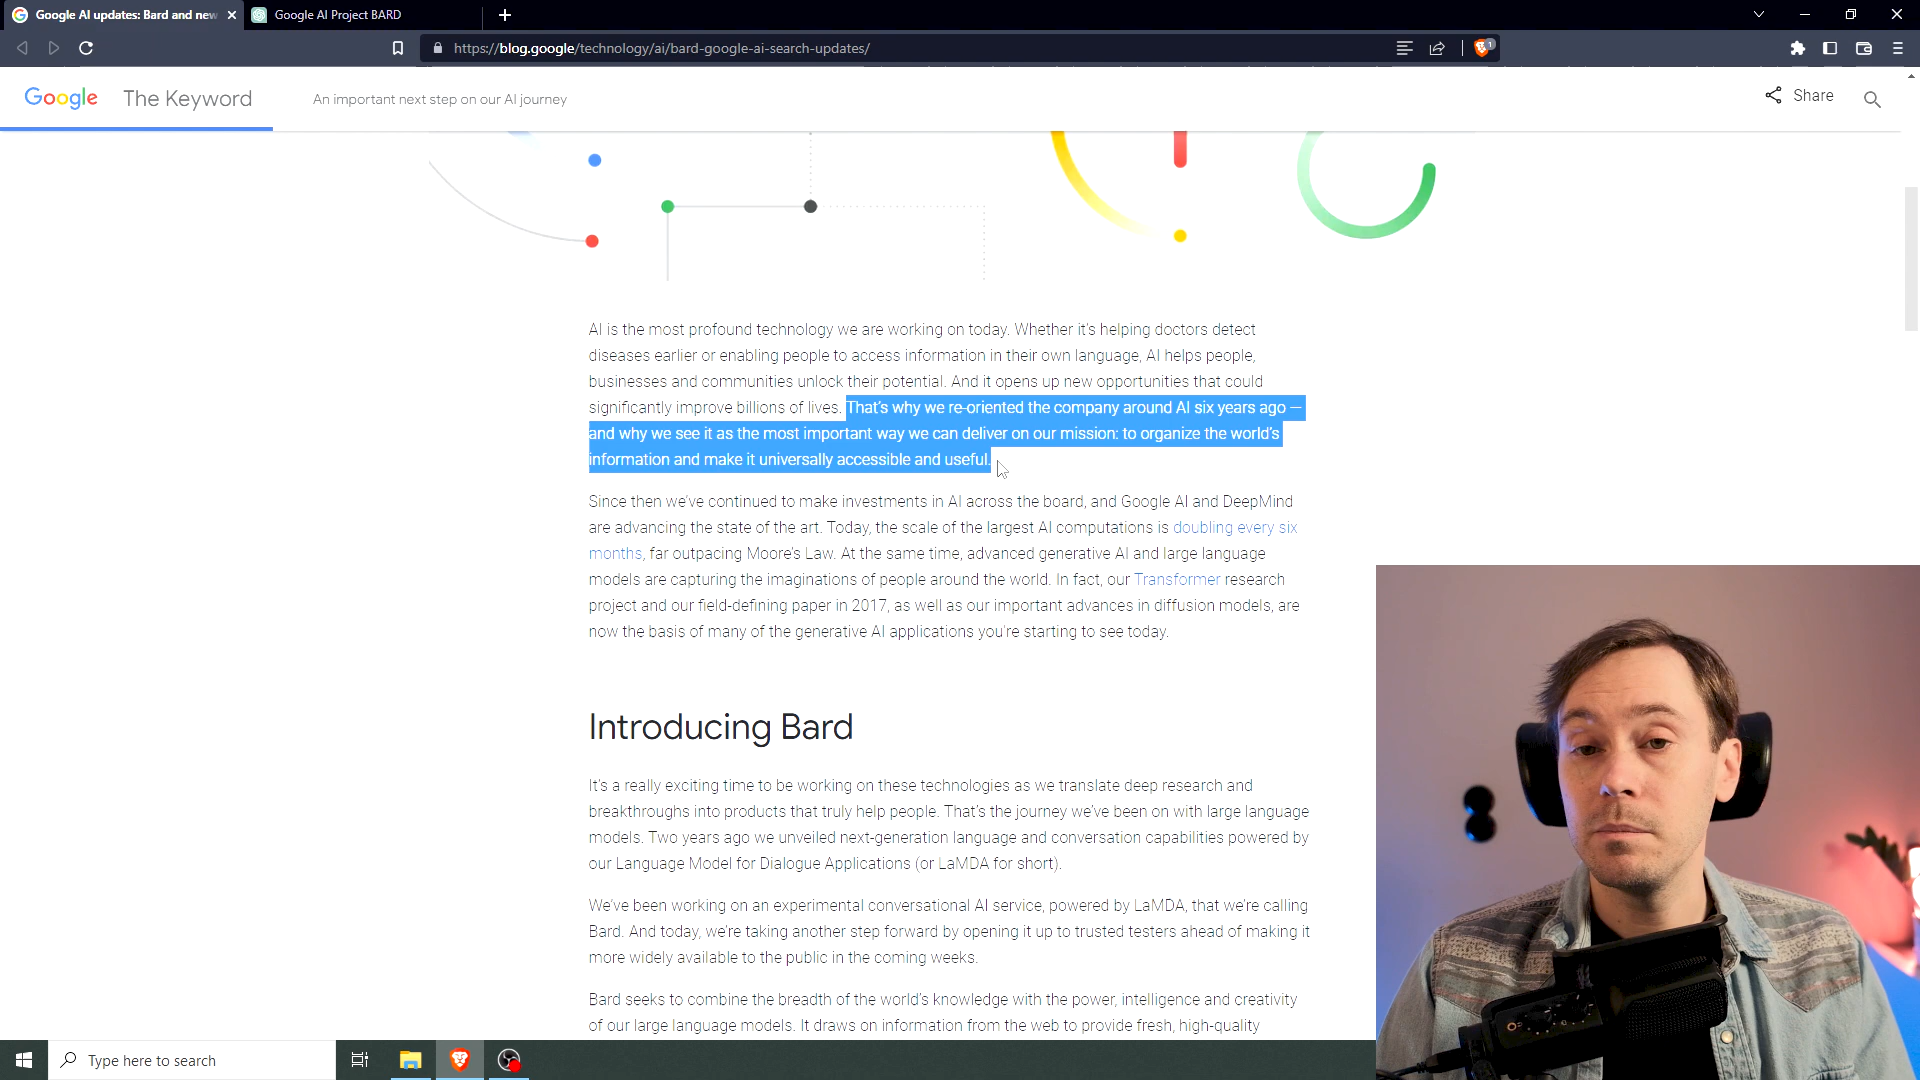 Google AI updates: Bard and new
Google AI Project BARD
https://blog.google/technology/ai/bard-google-ai-search-updates/
1
Google The Keyword
An important next step on our AI journey
Share
AI is the most profound technology we are working on today. Whether it's helping doctors detect
diseases earlier or enabling people to access information in their own language, AI helps people,
businesses and communities unlock their potential. And it opens up new opportunities that could
significantly improve billions of lives. That's why we re-oriented the company around AI six years ago —
and why we see it as the most important way we can deliver on our mission: to organize the world's
information and make it universally accessible and useful.
Since then we've continued to make investments in AI across the board, and Google AI and DeepMind
are advancing the state of the art. Today, the scale of the largest AI computations is doubling every six
months, far outpacing Moore's Law. At the same time, advanced generative AI and large language
models are capturing the imaginations of people around the world. In fact, our Transformer research
project and our field-defining paper in 2017, as well as our important advances in diffusion models, are
now the basis of many of the generative AI applications you're starting to see today.
Introducing Bard
It's a really exciting time to be working on these technologies as we translate deep research and
breakthroughs into products that truly help people. That's the journey we've been on with large language
models. Two years ago we unveiled next-generation language and conversation capabilities powered by
our Language Model for Dialogue Applications (or LaMDA for short).
We've been working on an experimental conversational AI service, powered by LaMDA, that we're calling
Bard. And today, we're taking another step forward by opening it up to trusted testers ahead of making it
more widely available to the public in the coming weeks.
Bard seeks to combine the breadth of the world's knowledge with the power, intelligence and creativity
of our large language models. It draws on information from the web to provide fresh, high-quality
Type here to search